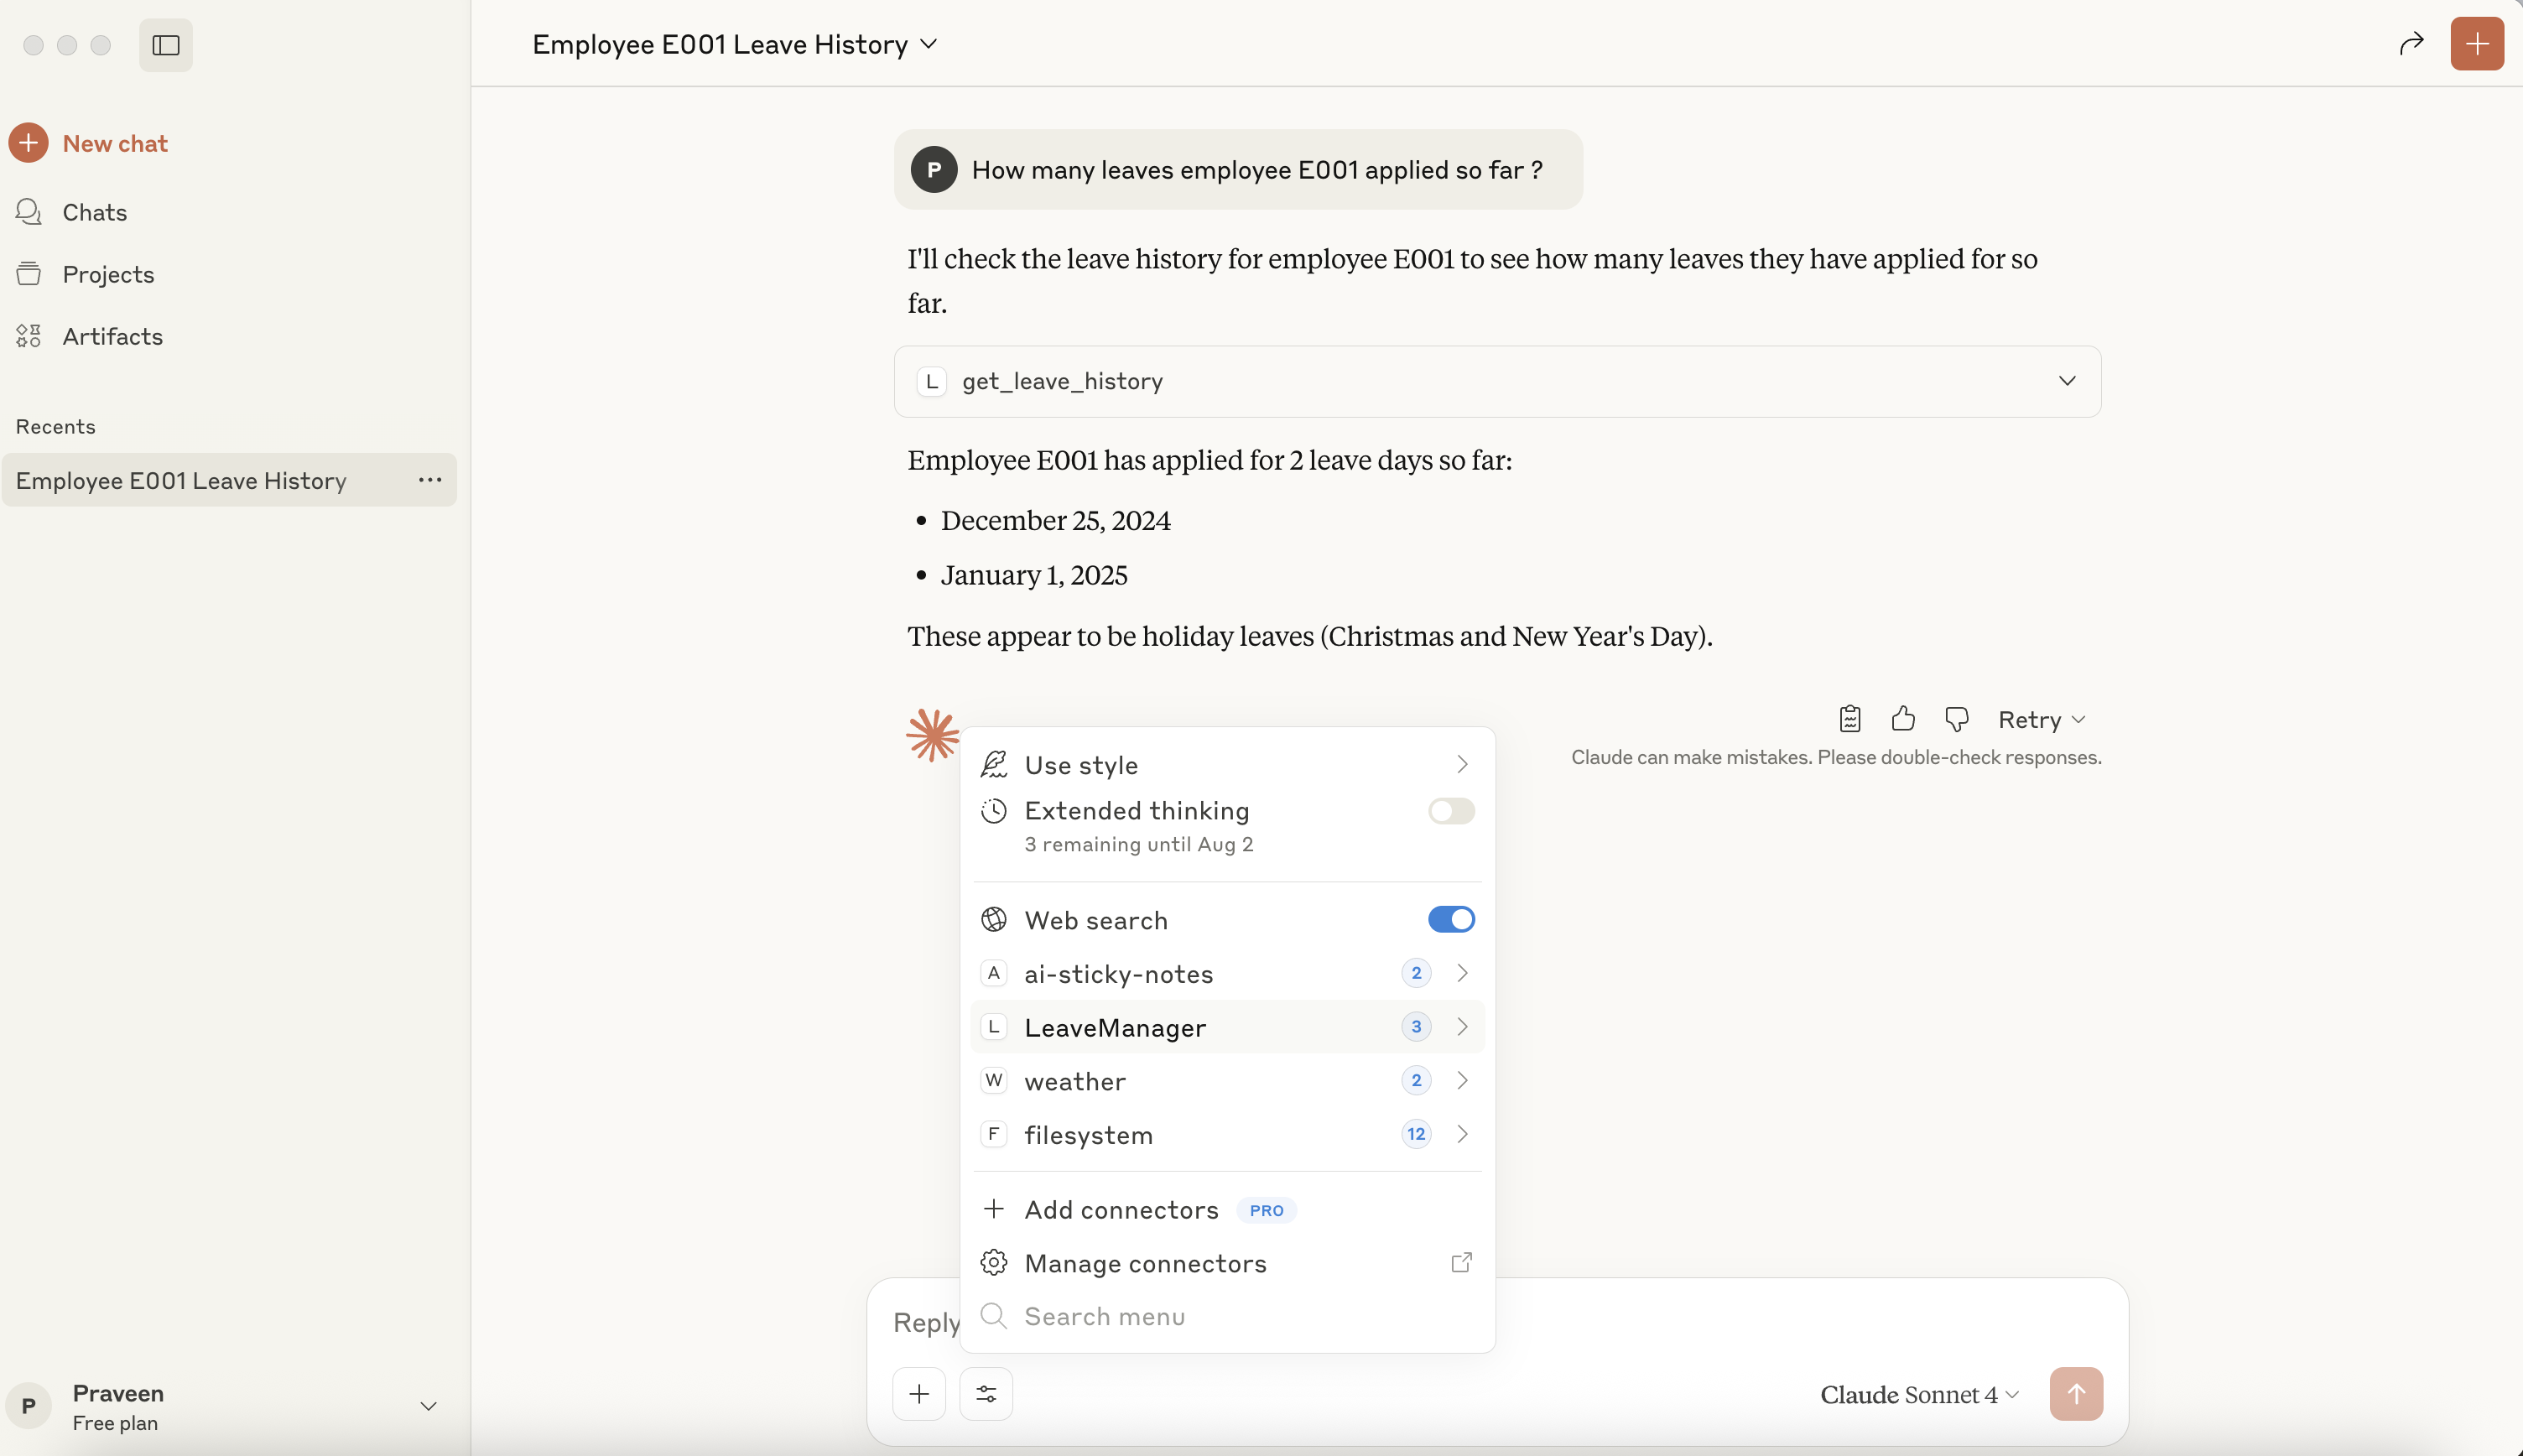 Employee E001 Leave History
New chat
Chats
Projects
Artifacts
Recents
Employee E001 Leave History
P
How many leaves employee E001 applied so far ?
I'll check the leave history for employee E001 to see how many leaves they have applied for so
far.
L get_leave_history
Employee E001 has applied for 2 leave days so far:
• December 25, 2024
• January 1, 2025
These appear to be holiday leaves (Christmas and New Year's Day).
Retry
Claude can make mistakes. Please double-check responses.
Use style
Extended thinking
3 remaining until Aug 2
Web search
A ai-sticky-notes 2
L LeaveManager 3
W weather 2
F filesystem 12
Add connectors PRO
Manage connectors
Search menu
Reply
Claude Sonnet 4
P
Praveen
Free plan